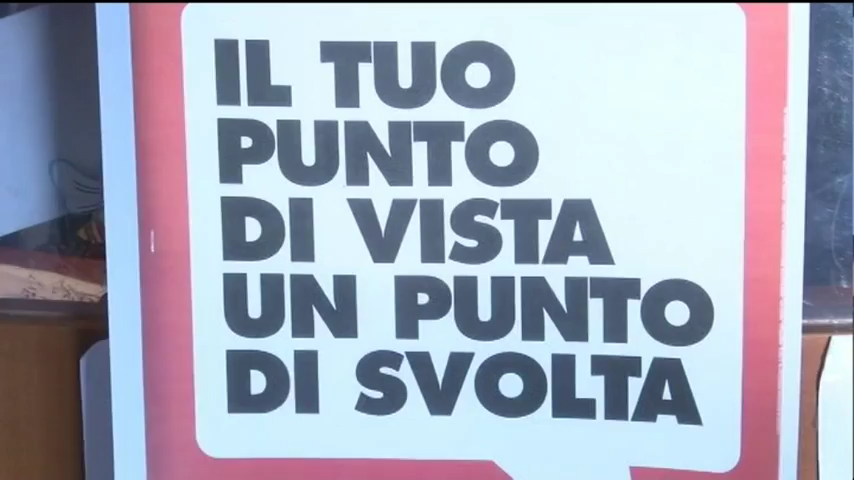 IL TUO
PUNTO
DI VISTA
UN PUNTO
DI SVOLTA